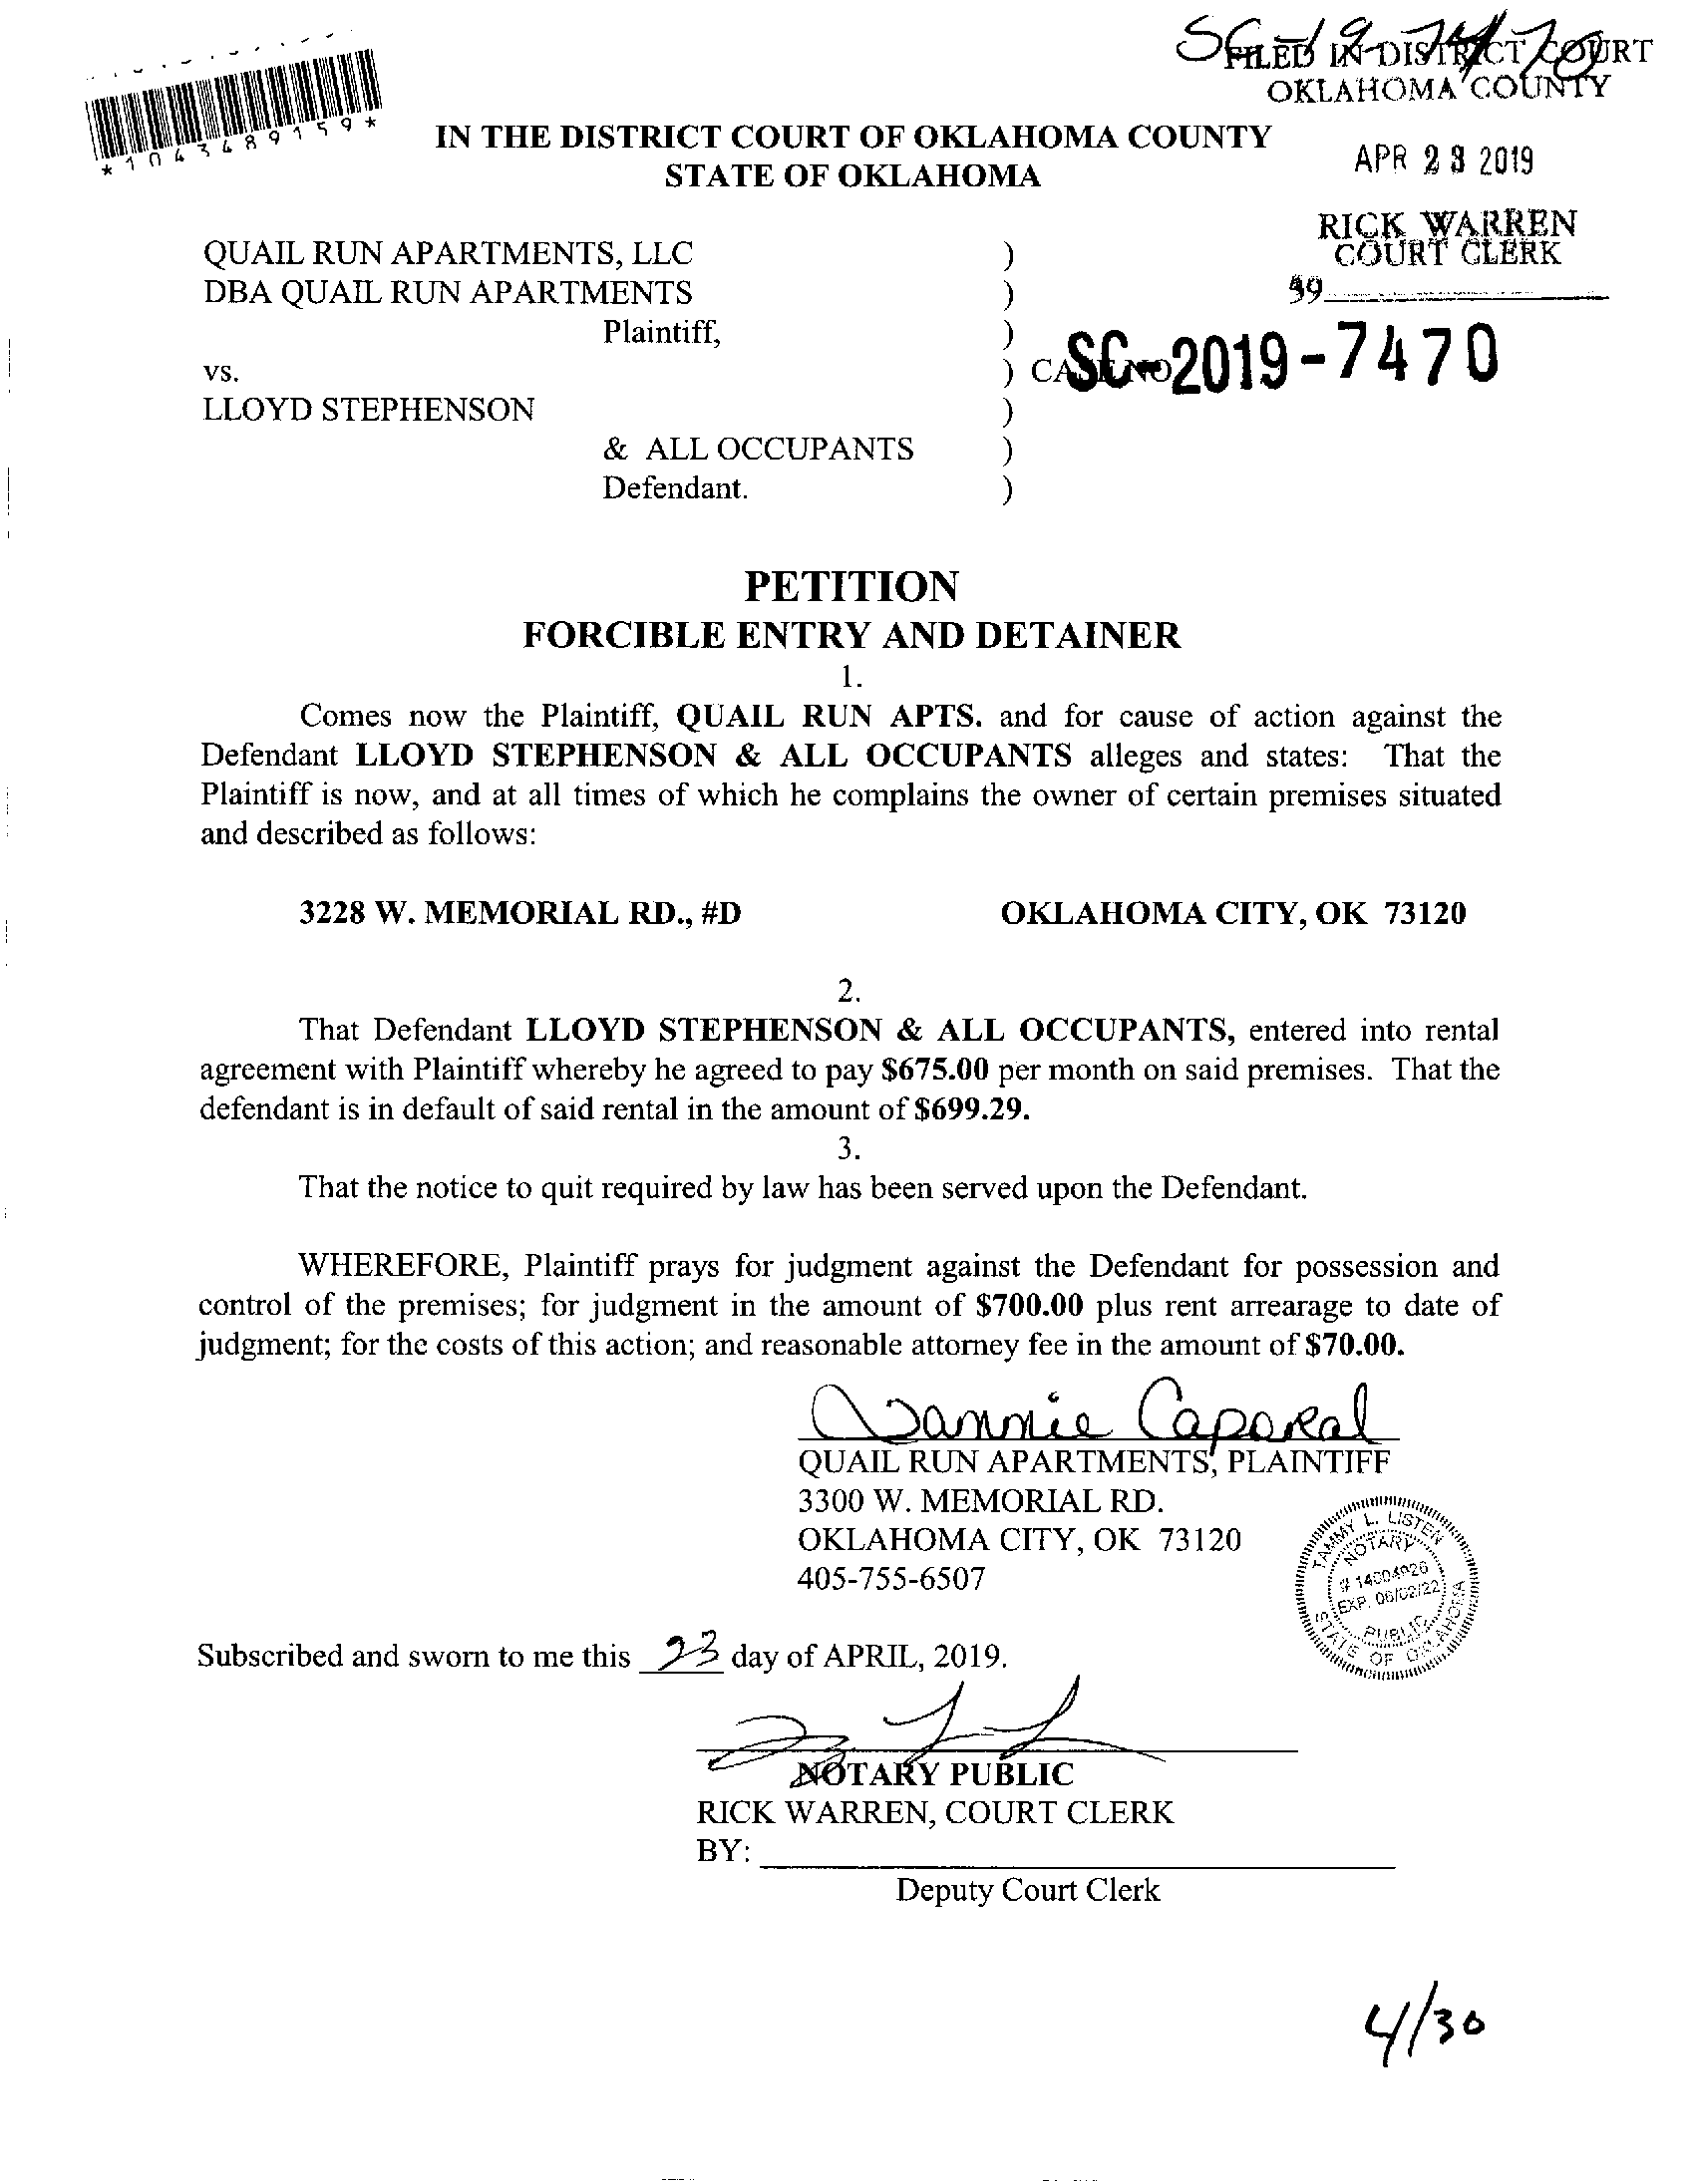 SC-19-7470
FILED IN DISTRICT COURT
OKLAHOMA COUNTY
*1043489159*
IN THE DISTRICT COURT OF OKLAHOMA COUNTY
STATE OF OKLAHOMA
APR 23 2019
RICK WARREN
COURT CLERK
39
QUAIL RUN APARTMENTS, LLC )
DBA QUAIL RUN APARTMENTS )
Plaintiff, )
vs. ) CASE NO SC-2019-7470
LLOYD STEPHENSON )
& ALL OCCUPANTS )
Defendant. )
PETITION
FORCIBLE ENTRY AND DETAINER
1.
Comes now the Plaintiff, QUAIL RUN APTS. and for cause of action against the
Defendant LLOYD STEPHENSON & ALL OCCUPANTS alleges and states: That the
Plaintiff is now, and at all times of which he complains the owner of certain premises situated
and described as follows:
3228 W. MEMORIAL RD., #D OKLAHOMA CITY, OK 73120
2.
That Defendant LLOYD STEPHENSON & ALL OCCUPANTS, entered into rental
agreement with Plaintiff whereby he agreed to pay $675.00 per month on said premises. That the
defendant is in default of said rental in the amount of $699.29.
3.
That the notice to quit required by law has been served upon the Defendant.
WHEREFORE, Plaintiff prays for judgment against the Defendant for possession and
control of the premises; for judgment in the amount of $700.00 plus rent arrearage to date of
judgment; for the costs of this action; and reasonable attorney fee in the amount of $70.00.
Caporal
QUAIL RUN APARTMENTS, PLAINTIFF
3300 W. MEMORIAL RD.
OKLAHOMA CITY, OK 73120
405-755-6507
TAMMY L. LISTEN
NOTARY
# 14004926
EXP. 06/02/22
PUBLIC
STATE OF OKLAHOMA
Subscribed and sworn to me this 23 day of APRIL, 2019.
NOTARY PUBLIC
RICK WARREN, COURT CLERK
BY:
Deputy Court Clerk
4/30